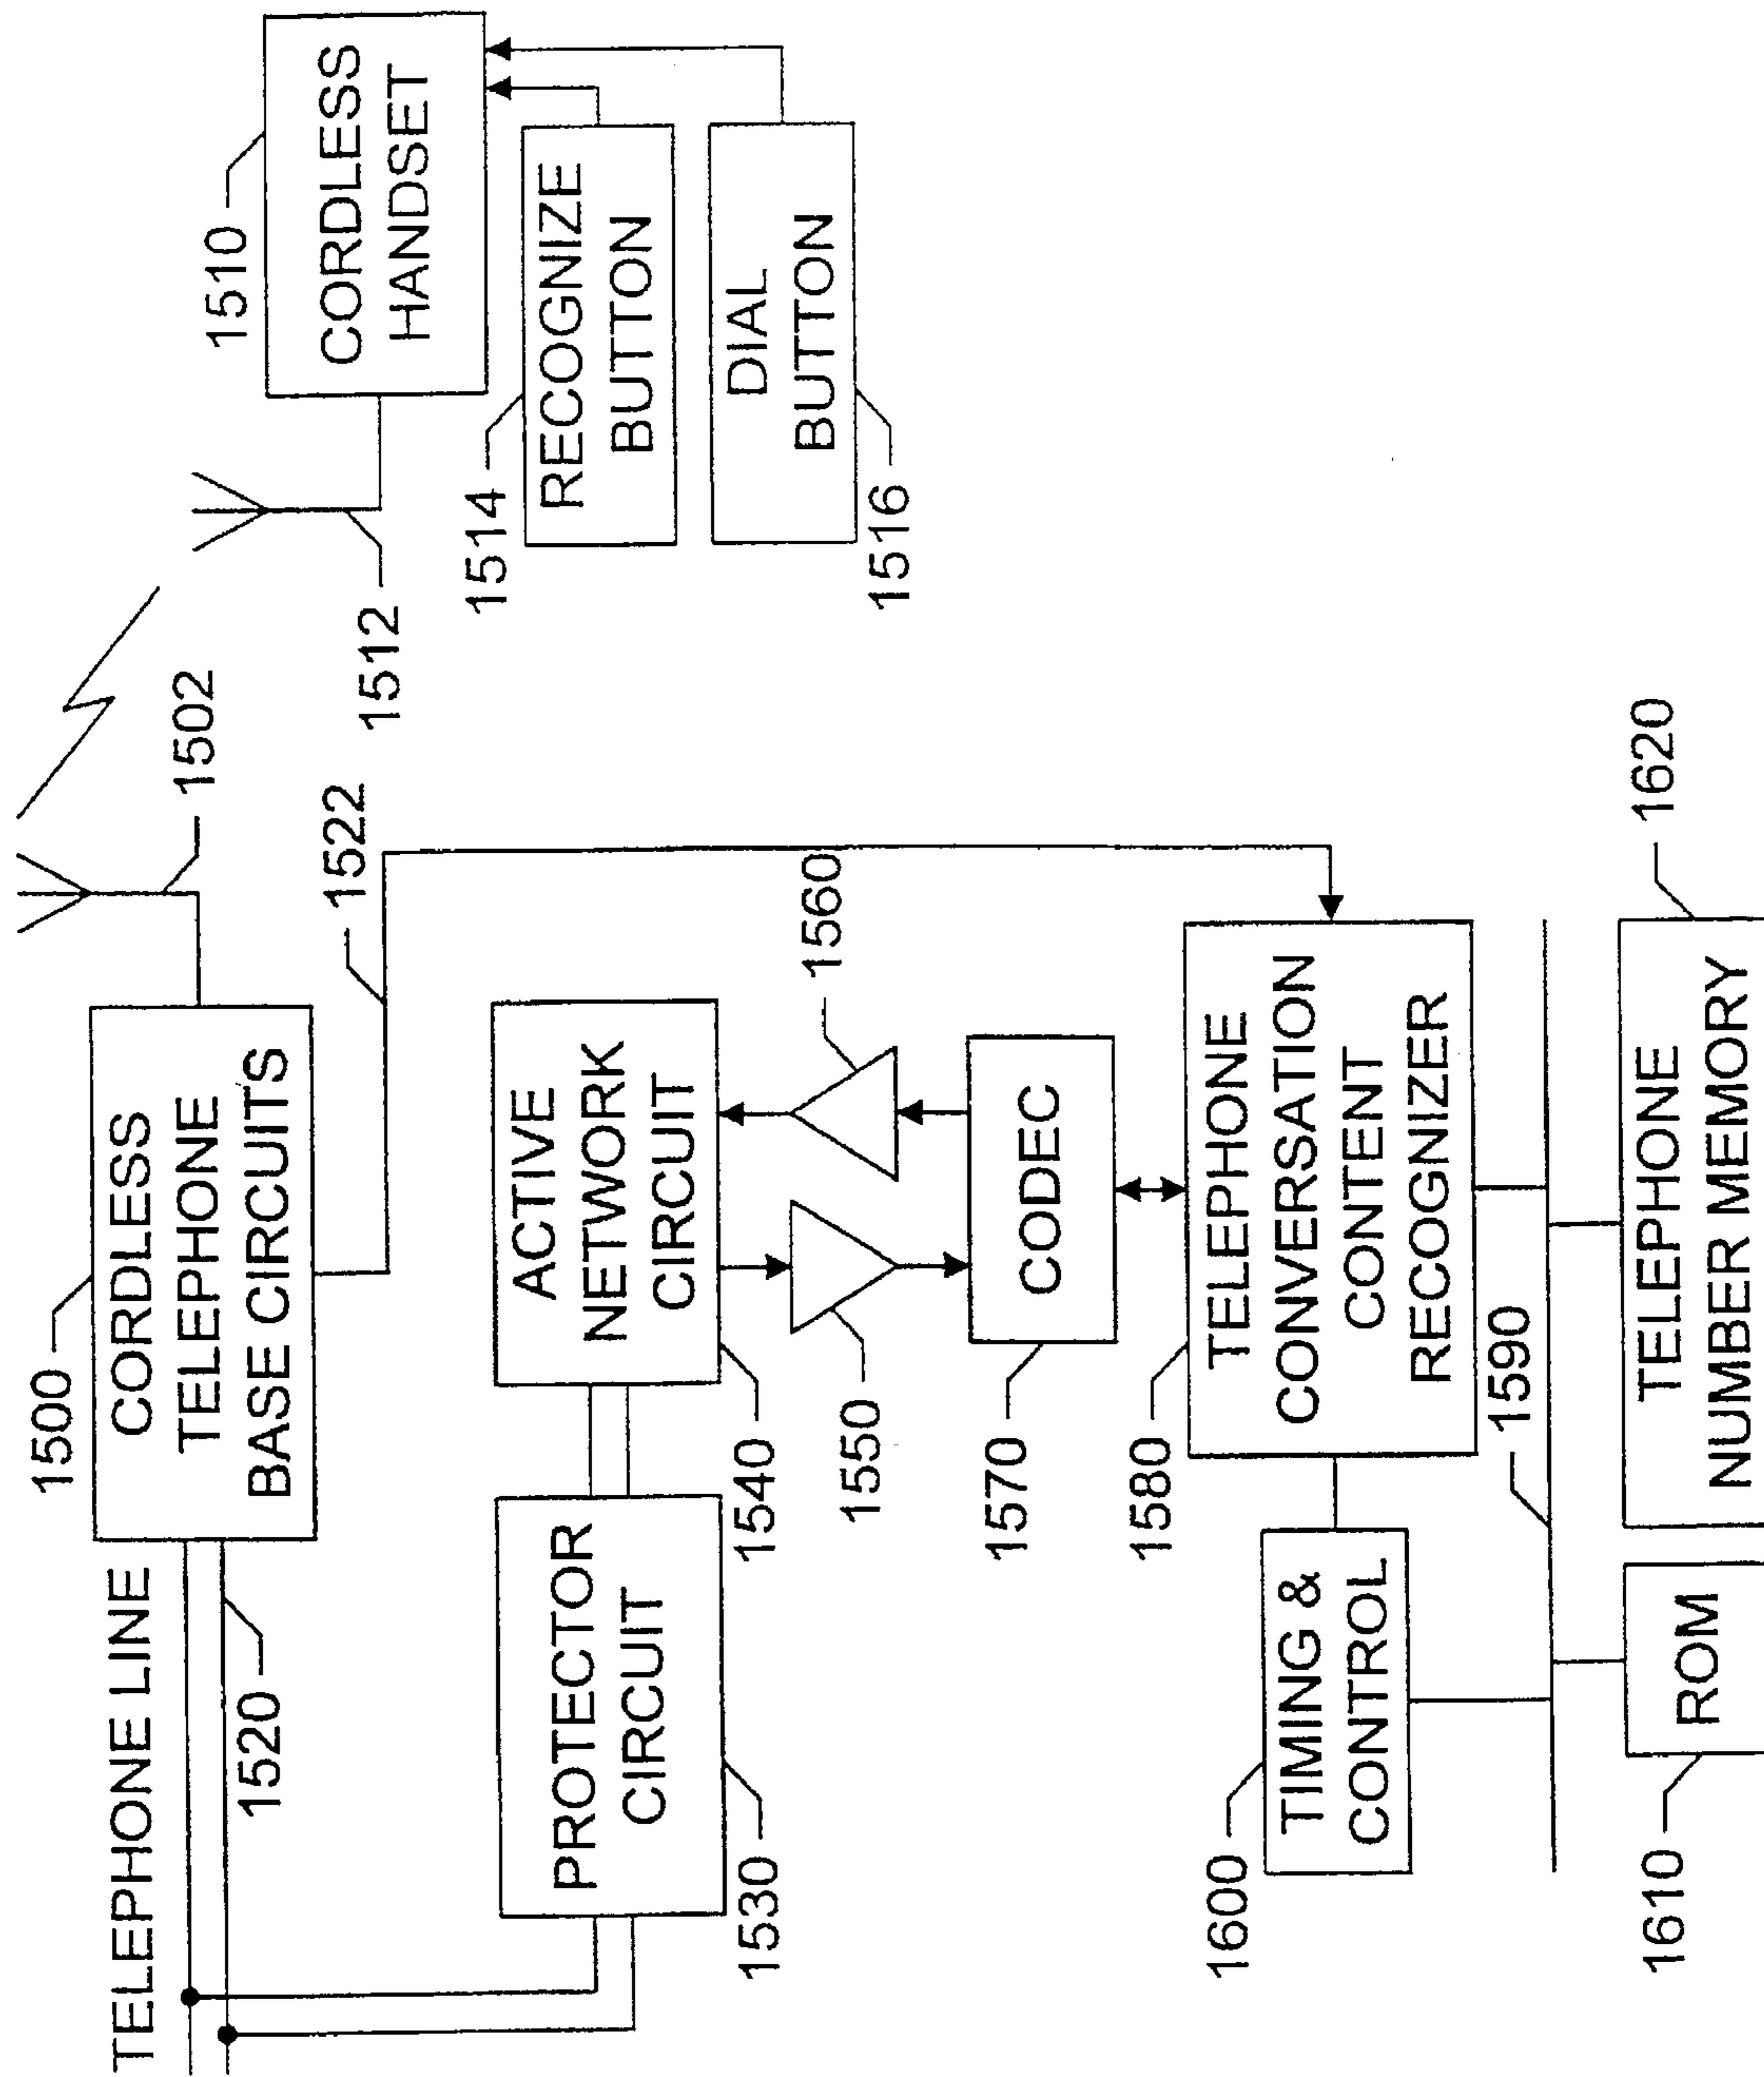 TELEPHONE LINE
1500
CORDLESS
TELEPHONE
BASE CIRCUITS
1502
1510
CORDLESS
HANDSET
1512
1514
RECOGNIZE
BUTTON
DIAL
BUTTON
1516
1520
1522
PROTECTOR
CIRCUIT
1530
ACTIVE
NETWORK
CIRCUIT
1540
1550
1560
CODEC
1570
1580
TELEPHONE
CONVERSATION
CONTENT
RECOGNIZER
1590
1600
TIMING &
CONTROL
1610
ROM
1620
TELEPHONE
NUMBER MEMORY